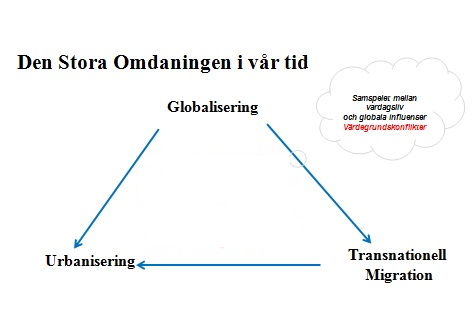 Den Stora Omdaningen i vår tid
Samspelet mellan
vardagsliv
och globala influenser
Värdegrundskonflikter
Globalisering
Urbanisering
Transnationell
Migration